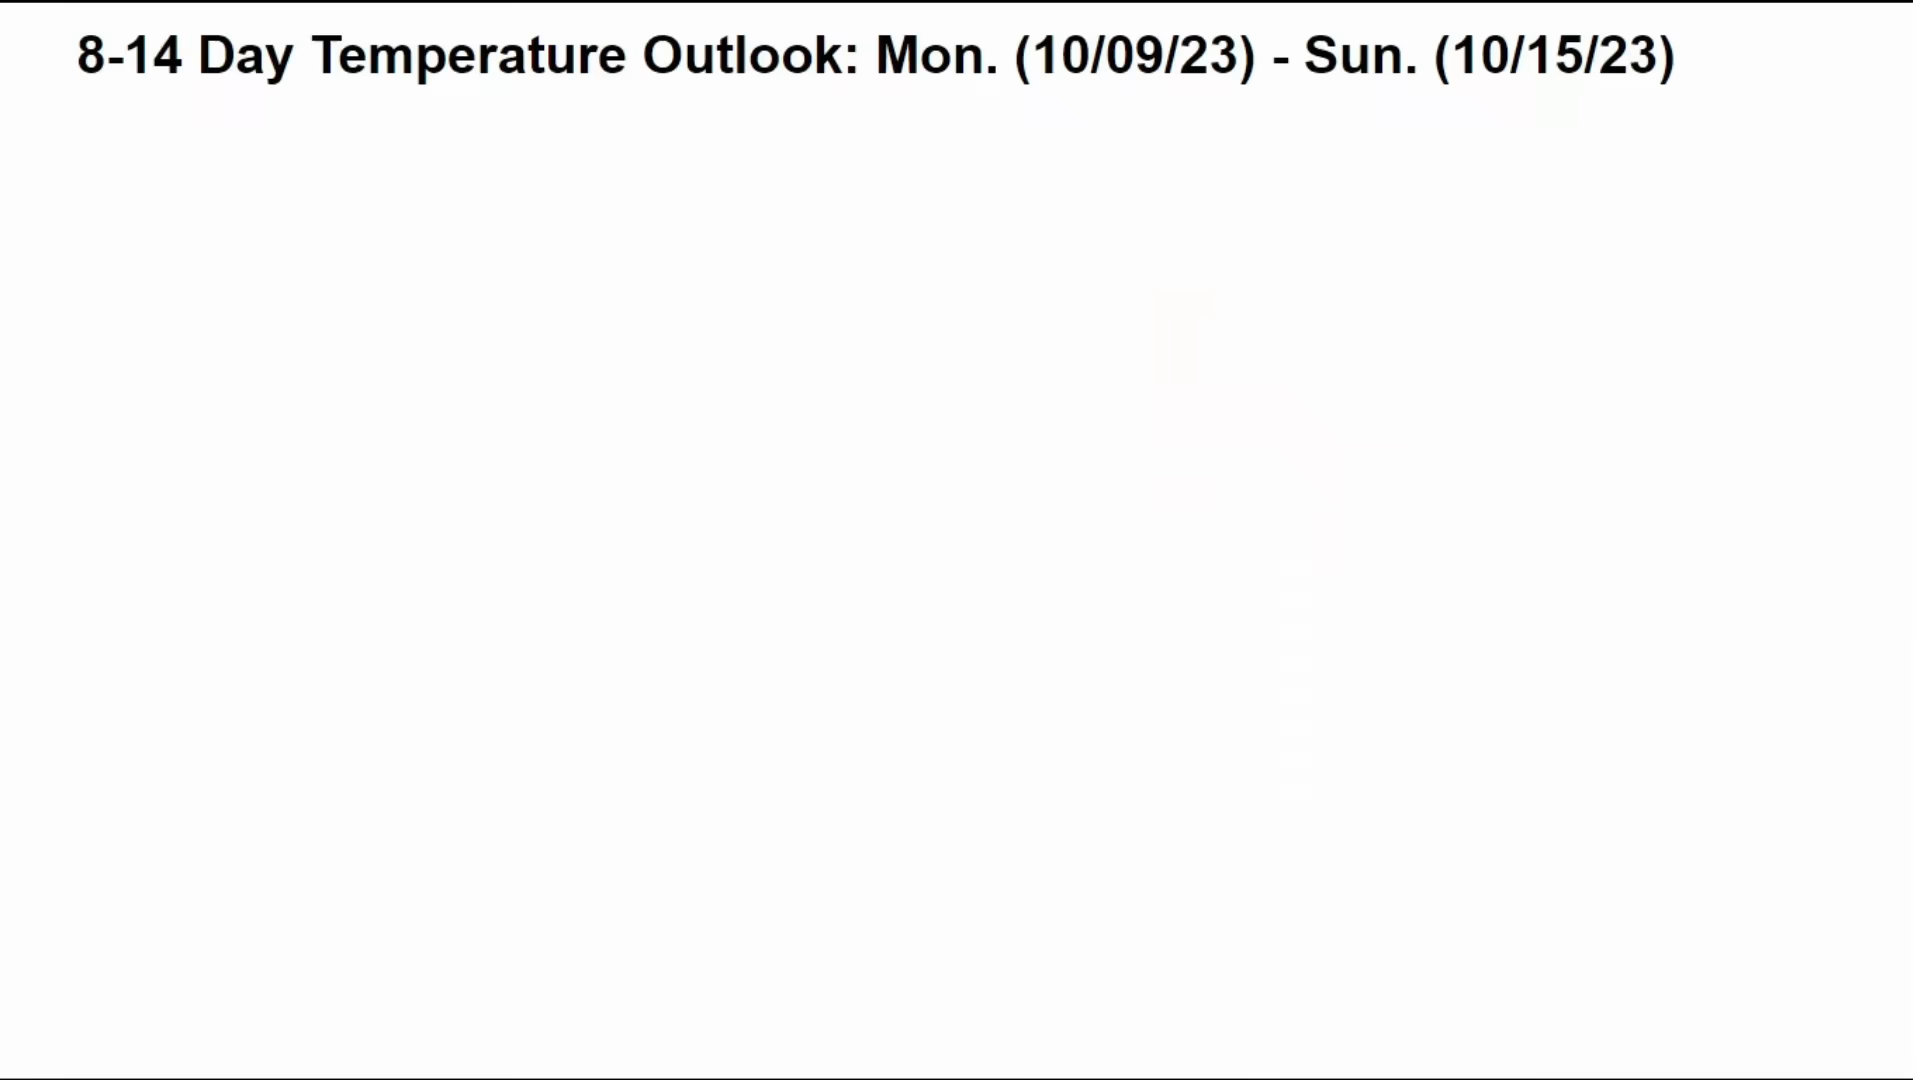 8-14 Day Temperature Outlook: Mon. (10/09/23) - Sun. (10/15/23)